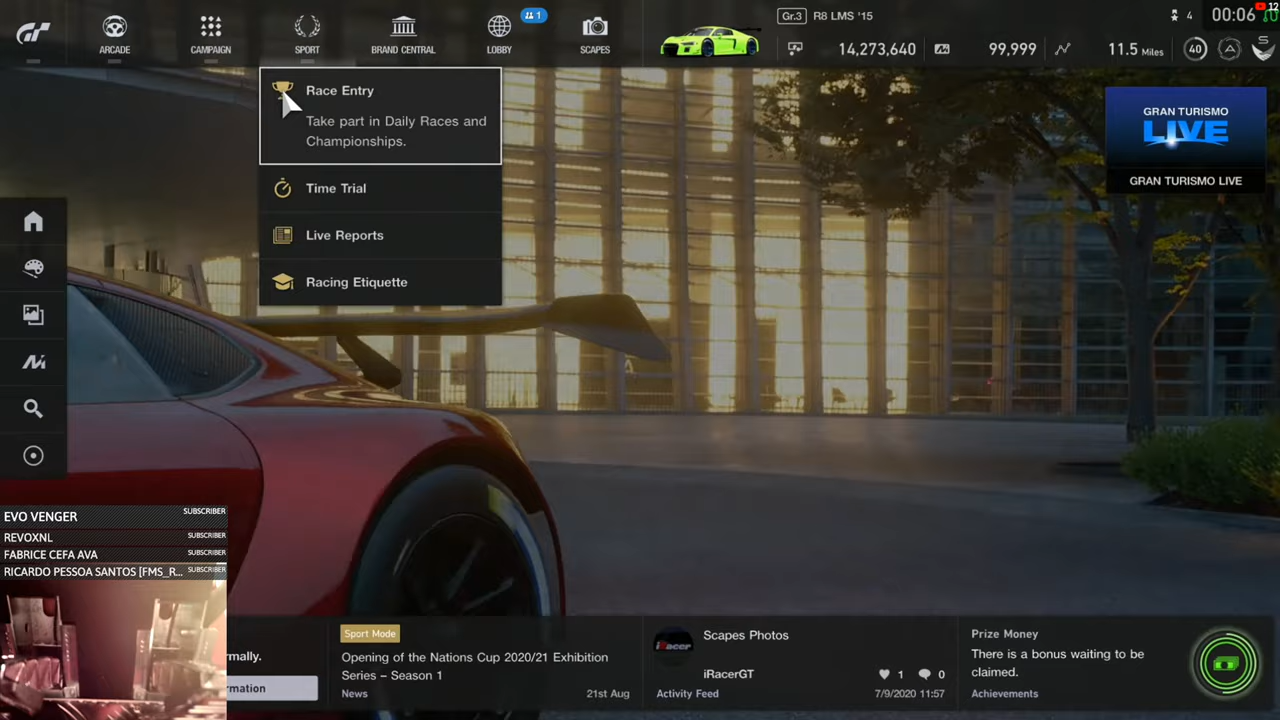 ARCADE
CAMPAIGN
SPORT
BRAND CENTRAL
LOBBY
1
SCAPES
Gr.3 R8 LMS '15
14,273,640
99,999
11.5 Miles
40
4
00:06
12
S
Race Entry
Take part in Daily Races and
Championships.
Time Trial
Live Reports
Racing Etiquette
GRAN TURISMO
LIVE
GRAN TURISMO LIVE
EVO VENGER SUBSCRIBER
REVOXNL SUBSCRIBER
FABRICE CEFA AVA SUBSCRIBER
RICARDO PESSOA SANTOS [FMS_R... SUBSCRIBER
mally.
rmation
Sport Mode
Opening of the Nations Cup 2020/21 Exhibition
Series – Season 1
News 21st Aug
iRacer
Scapes Photos
iRacerGT 1 0
Activity Feed 7/9/2020 11:57
Prize Money
There is a bonus waiting to be
claimed.
Achievements